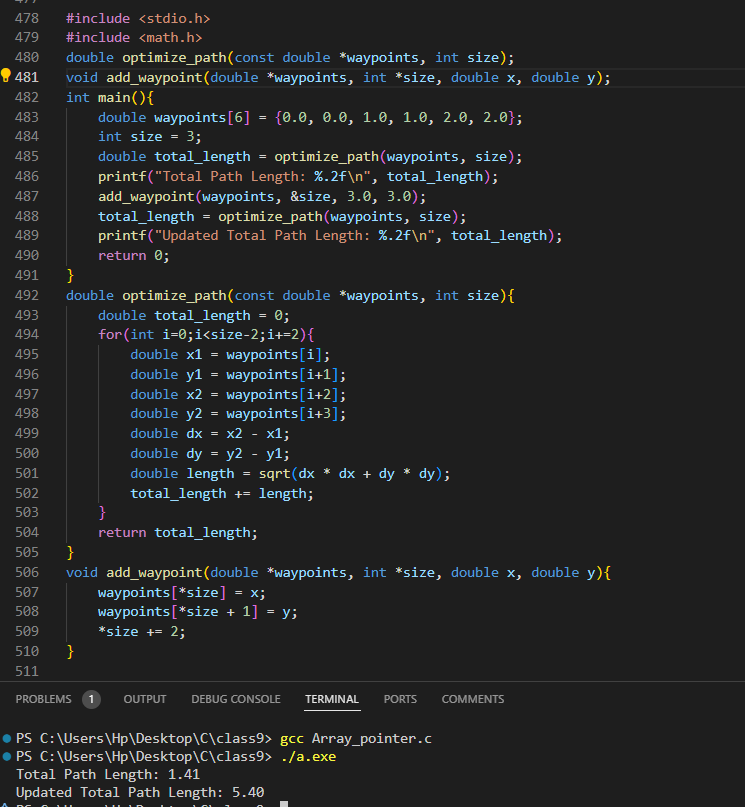 477
478 #include <stdio.h>
479 #include <math.h>
480 double optimize_path(const double *waypoints, int size);
481 void add_waypoint(double *waypoints, int *size, double x, double y);
482 int main(){
483     double waypoints[6] = {0.0, 0.0, 1.0, 1.0, 2.0, 2.0};
484     int size = 3;
485     double total_length = optimize_path(waypoints, size);
486     printf("Total Path Length: %.2f\n", total_length);
487     add_waypoint(waypoints, &size, 3.0, 3.0);
488     total_length = optimize_path(waypoints, size);
489     printf("Updated Total Path Length: %.2f\n", total_length);
490     return 0;
491 }
492 double optimize_path(const double *waypoints, int size){
493     double total_length = 0;
494     for(int i=0;i<size-2;i+=2){
495         double x1 = waypoints[i];
496         double y1 = waypoints[i+1];
497         double x2 = waypoints[i+2];
498         double y2 = waypoints[i+3];
499         double dx = x2 - x1;
500         double dy = y2 - y1;
501         double length = sqrt(dx * dx + dy * dy);
502         total_length += length;
503     }
504     return total_length;
505 }
506 void add_waypoint(double *waypoints, int *size, double x, double y){
507     waypoints[*size] = x;
508     waypoints[*size + 1] = y;
509     *size += 2;
510 }
511
PROBLEMS 1 OUTPUT DEBUG CONSOLE TERMINAL PORTS COMMENTS
PS C:\Users\Hp\Desktop\C\class9> gcc Array_pointer.c
PS C:\Users\Hp\Desktop\C\class9> ./a.exe
Total Path Length: 1.41
Updated Total Path Length: 5.40
PS C:\Users\Hp\Desktop\C\class9>